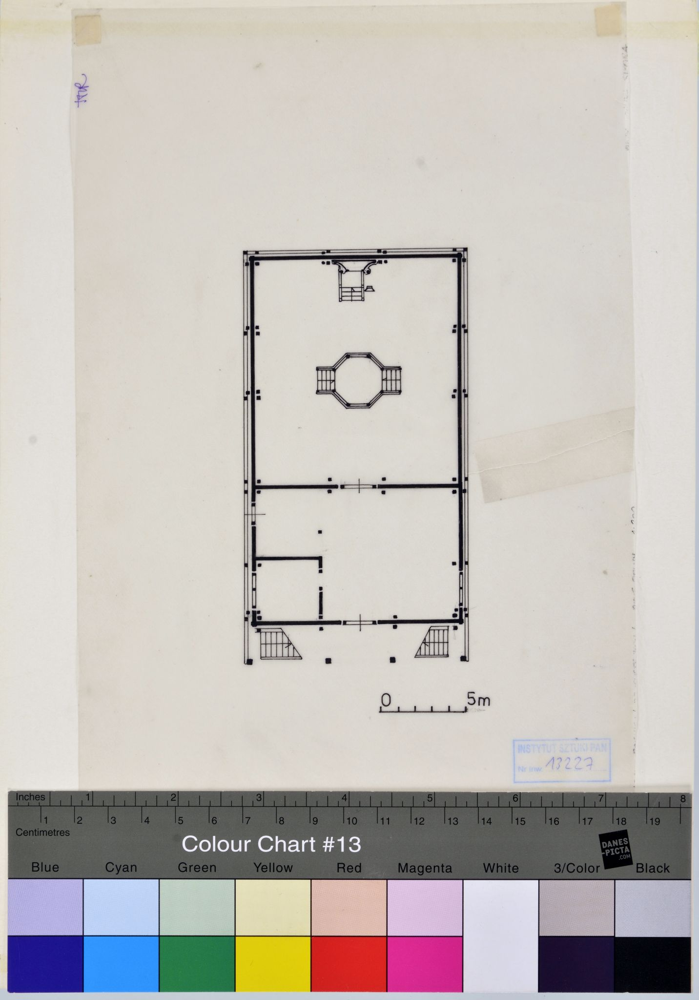 0 5m
INSTYTUT SZTUKI PAN
Nr inw. 13227
Inches 1 2 3 4 5 6 7 8
1 2 3 4 5 6 7 8 9 10 11 12 13 14 15 16 17 18 19
Centimetres
Colour Chart #13
DANES
-PICTA
.COM
Blue Cyan Green Yellow Red Magenta White 3/Color Black